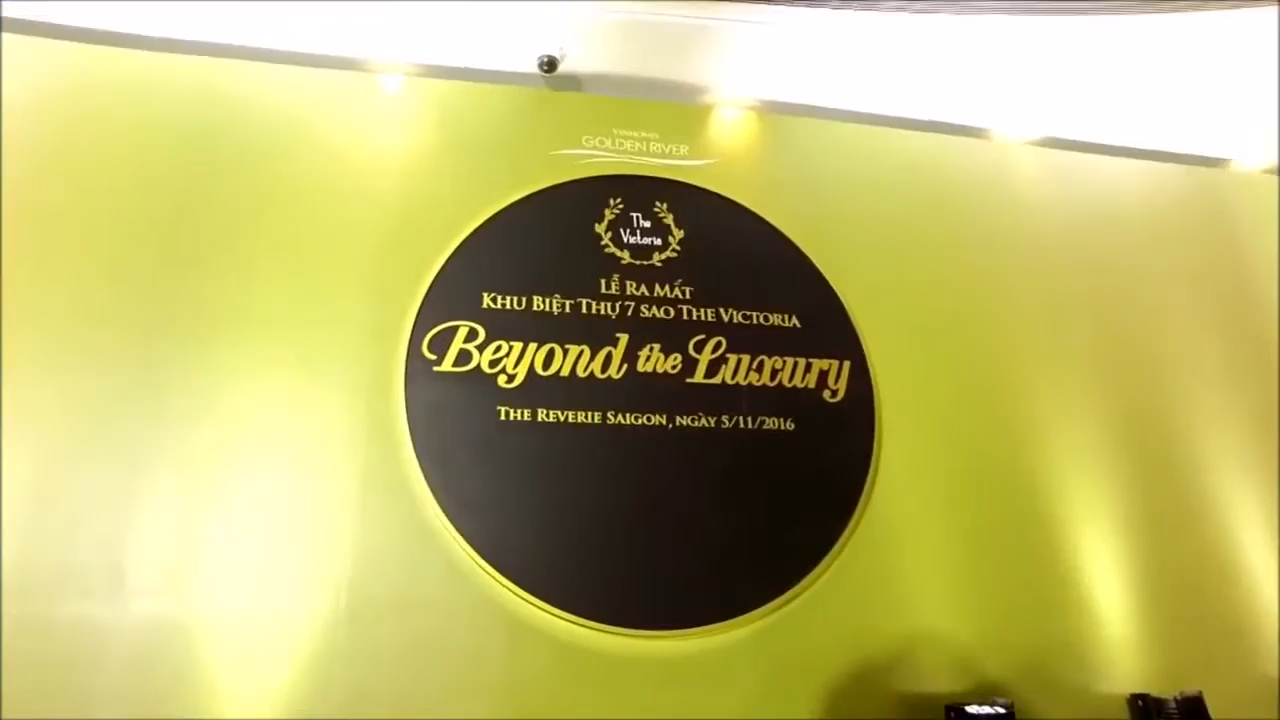 VINHOMES
GOLDEN RIVER
The
Victoria
LỄ RA MẮT
KHU BIỆT THỰ 7 SAO THE VICTORIA
Beyond the Luxury
THE REVERIE SAIGON, NGÀY 5/11/2016